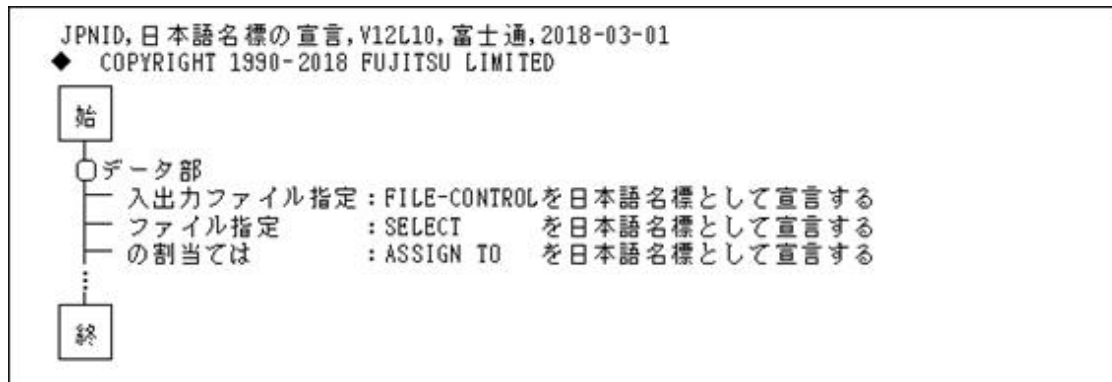 JPNID,日本語名標の宣言,V12L10,富士通,2018-03-01
◆ COPYRIGHT 1990-2018 FUJITSU LIMITED
始
データ部
入出力ファイル指定:FILE-CONTROLを日本語名標として宣言する
ファイル指定 :SELECT を日本語名標として宣言する
の割当ては :ASSIGN TO を日本語名標として宣言する
終